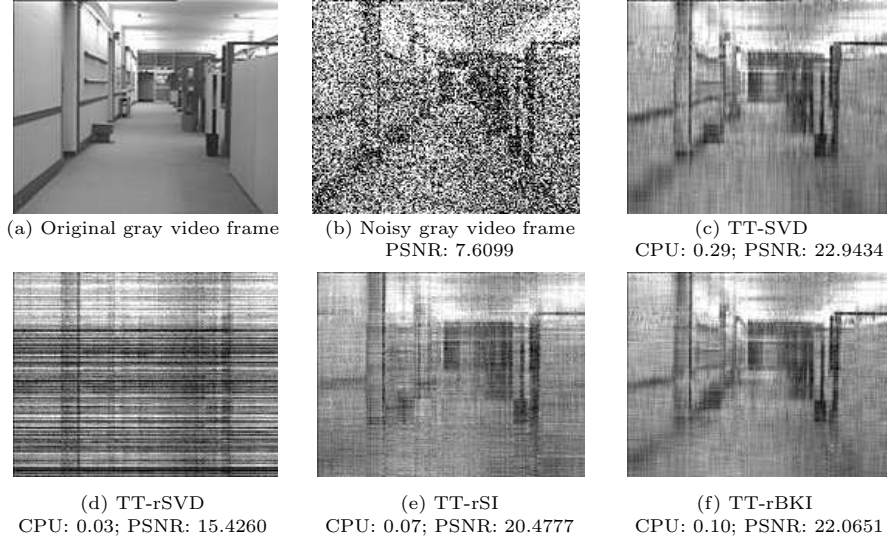 (a) Original gray video frame
(b) Noisy gray video frame
PSNR: 7.6099
(c) TT-SVD
CPU: 0.29; PSNR: 22.9434
(d) TT-rSVD
CPU: 0.03; PSNR: 15.4260
(e) TT-rSI
CPU: 0.07; PSNR: 20.4777
(f) TT-rBKI
CPU: 0.10; PSNR: 22.0651